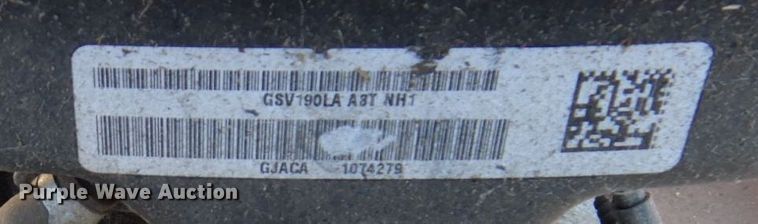 GSV190LA A3T NH1
GJACA 1074279
Purple Wave Auction